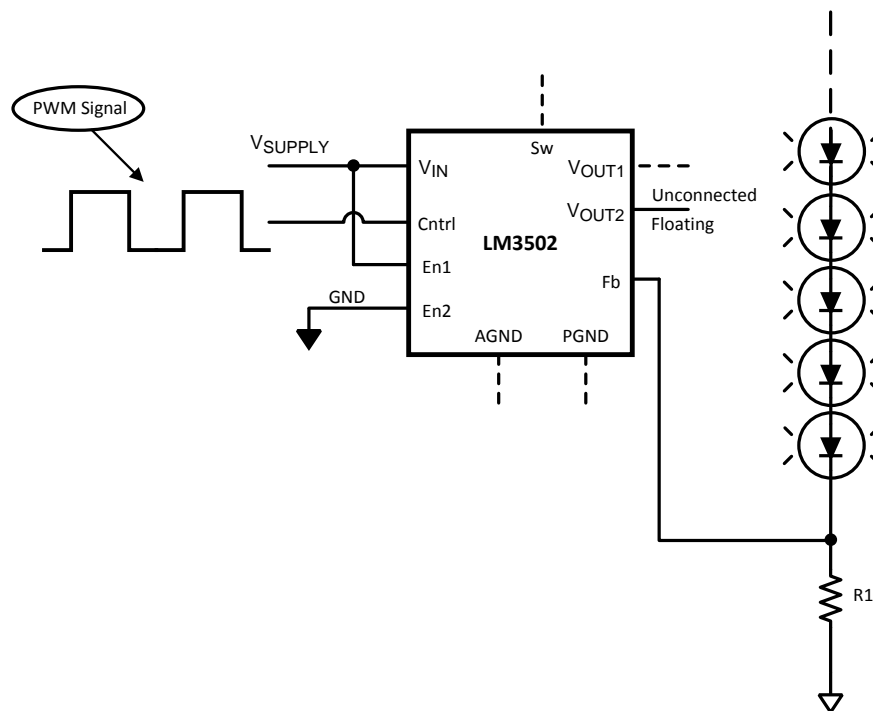 PWM Signal
VSUPPLY
VIN
Cntrl
En1
En2
GND
Sw
VOUT1
VOUT2
LM3502
Fb
AGND
PGND
Unconnected
Floating
R1